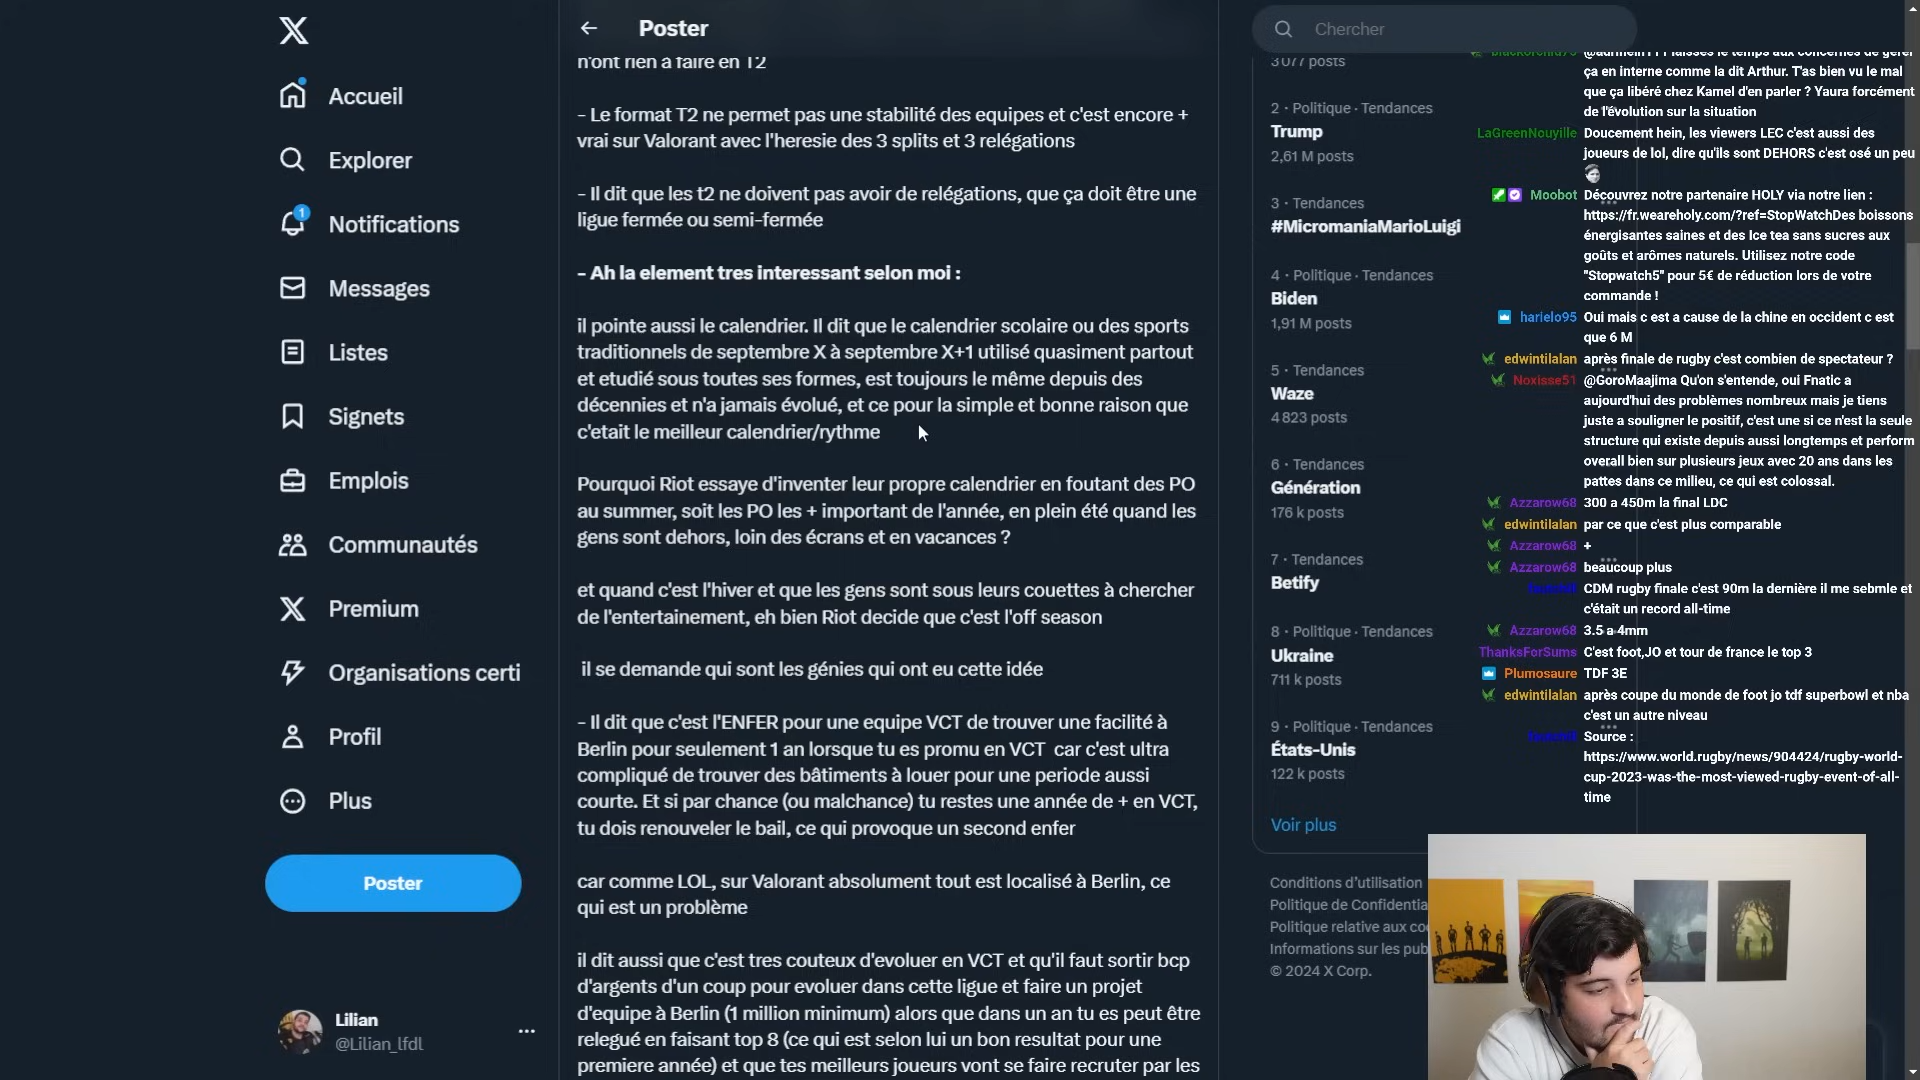 Accueil
Explorer
1
Notifications
Messages
Listes
Signets
Emplois
Communautés
Premium
Organisations certi
Profil
Plus
Poster
Lilian
@Lilian_lfdl
Poster
n'ont rien a faire en T2
- Le format T2 ne permet pas une stabilité des equipes et c'est encore +
vrai sur Valorant avec l'heresie des 3 splits et 3 relégations
- Il dit que les t2 ne doivent pas avoir de relégations, que ça doit être une
ligue fermée ou semi-fermée
- Ah la element tres interessant selon moi :
il pointe aussi le calendrier. Il dit que le calendrier scolaire ou des sports
traditionnels de septembre X à septembre X+1 utilisé quasiment partout
et etudié sous toutes ses formes, est toujours le même depuis des
décennies et n'a jamais évolué, et ce pour la simple et bonne raison que
c'etait le meilleur calendrier/rythme
Pourquoi Riot essaye d'inventer leur propre calendrier en foutant des PO
au summer, soit les PO les + important de l'année, en plein été quand les
gens sont dehors, loin des écrans et en vacances ?
et quand c'est l'hiver et que les gens sont sous leurs couettes à chercher
de l'entertainement, eh bien Riot decide que c'est l'off season
il se demande qui sont les génies qui ont eu cette idée
- Il dit que c'est l'ENFER pour une equipe VCT de trouver une facilité à
Berlin pour seulement 1 an lorsque tu es promu en VCT car c'est ultra
compliqué de trouver des bâtiments à louer pour une periode aussi
courte. Et si par chance (ou malchance) tu restes une année de + en VCT,
tu dois renouveler le bail, ce qui provoque un second enfer
car comme LOL, sur Valorant absolument tout est localisé à Berlin, ce
qui est un problème
il dit aussi que c'est tres couteux d'evoluer en VCT et qu'il faut sortir bcp
d'argents d'un coup pour evoluer dans cette ligue et faire un projet
d'equipe à Berlin (1 million minimum) alors que dans un an tu es peut être
relegué en faisant top 8 (ce qui est selon lui un bon resultat pour une
premiere année) et que tes meilleurs joueurs vont se faire recruter par les
Chercher
3 077 posts
2 · Politique · Tendances
Trump
2,61 M posts
3 · Tendances
#MicromaniaMarioLuigi
4 · Politique · Tendances
Biden
1,91 M posts
5 · Tendances
Waze
4 823 posts
6 · Tendances
Génération
176 k posts
7 · Tendances
Betify
8 · Politique · Tendances
Ukraine
711 k posts
9 · Politique · Tendances
États-Unis
122 k posts
Voir plus
Conditions d'utilisation
Politique de Confidentia
Politique relative aux co
Informations sur les pub
© 2024 X Corp.
laisses le temps aux concernés de gérer
ça en interne comme la dit Arthur. T'as bien vu le mal
que ça libéré chez Kamel d'en parler ? Yaura forcément
de l'évolution sur la situation
LaGreenNouyille Doucement hein, les viewers LEC c'est aussi des
joueurs de lol, dire qu'ils sont DEHORS c'est osé un peu
Moobot Découvrez notre partenaire HOLY via notre lien :
https://fr.weareholy.com/?ref=StopWatchDes boissons
énergisantes saines et des Ice tea sans sucres aux
goûts et arômes naturels. Utilisez notre code
"Stopwatch5" pour 5€ de réduction lors de votre
commande !
harielo95 Oui mais c est a cause de la chine en occident c est
que 6 M
edwintilalan après finale de rugby c'est combien de spectateur ?
Noxisse51 @GoroMaajima Qu'on s'entende, oui Fnatic a
aujourd'hui des problèmes nombreux mais je tiens
juste a souligner le positif, c'est une si ce n'est la seule
structure qui existe depuis aussi longtemps et perform
overall bien sur plusieurs jeux avec 20 ans dans les
pattes dans ce milieu, ce qui est colossal.
Azzarow68 300 a 450m la final LDC
edwintilalan par ce que c'est plus comparable
Azzarow68 +
Azzarow68 beaucoup plus
CDM rugby finale c'est 90m la dernière il me sebmle et
c'était un record all-time
Azzarow68 3.5 a 4mm
ThanksForSums C'est foot,JO et tour de france le top 3
Plumosaure TDF 3E
edwintilalan après coupe du monde de foot jo tdf superbowl et nba
c'est un autre niveau
Source :
https://www.world.rugby/news/904424/rugby-world-
cup-2023-was-the-most-viewed-rugby-event-of-all-
time